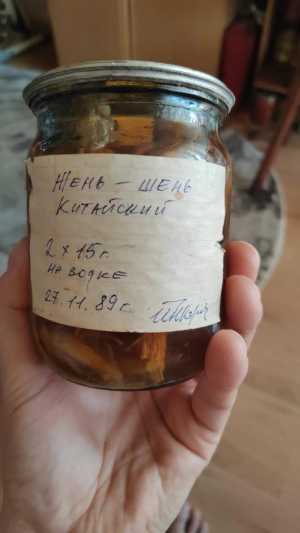 Жень - шень
Китайский
2 x 15 г.
на водке
27.11.89 г.